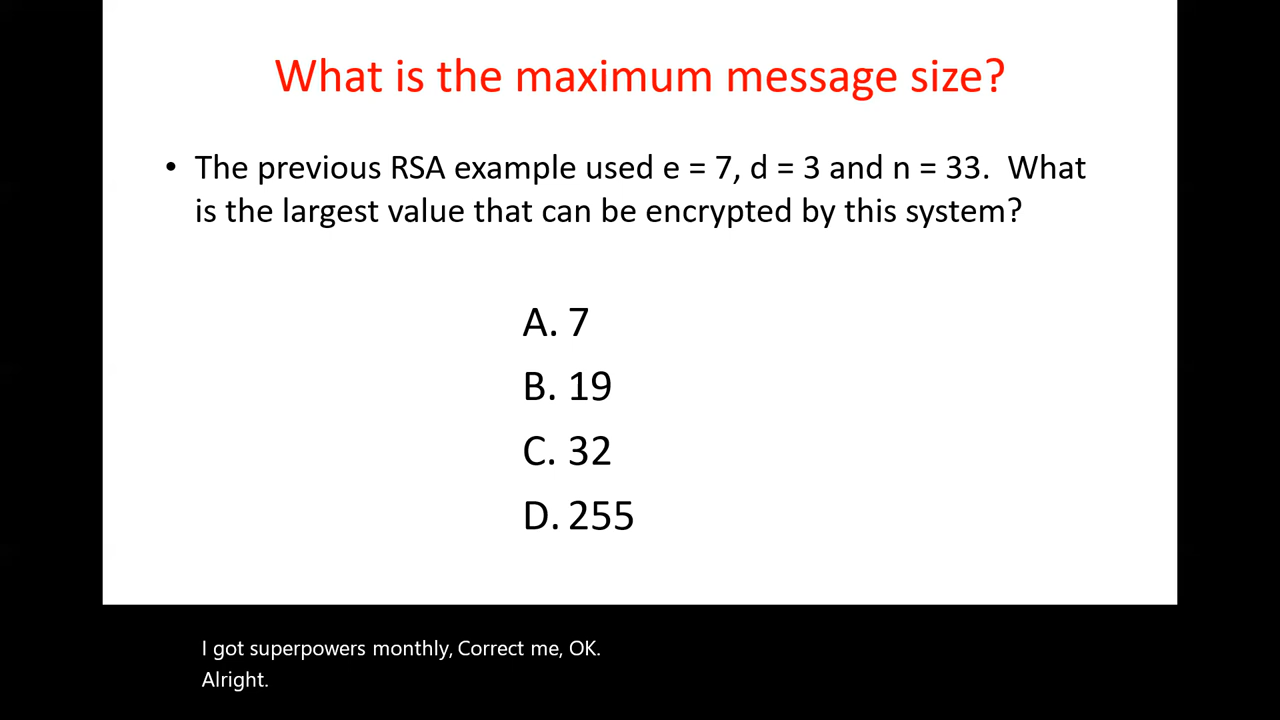 What is the maximum message size?
• The previous RSA example used e = 7, d = 3 and n = 33.  What
is the largest value that can be encrypted by this system?
A. 7
B. 19
C. 32
D. 255
I got superpowers monthly, Correct me, OK.
Alright.